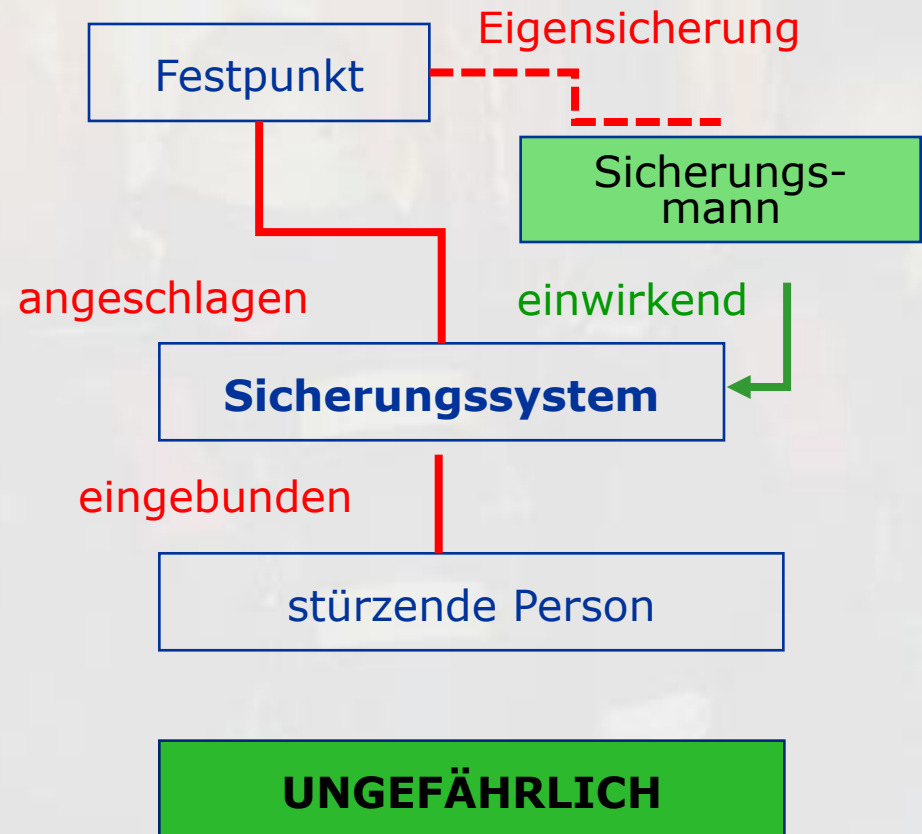 Eigensicherung
Festpunkt
Sicherungs-
mann
angeschlagen
einwirkend
Sicherungssystem
eingebunden
stürzende Person
UNGEFÄHRLICH